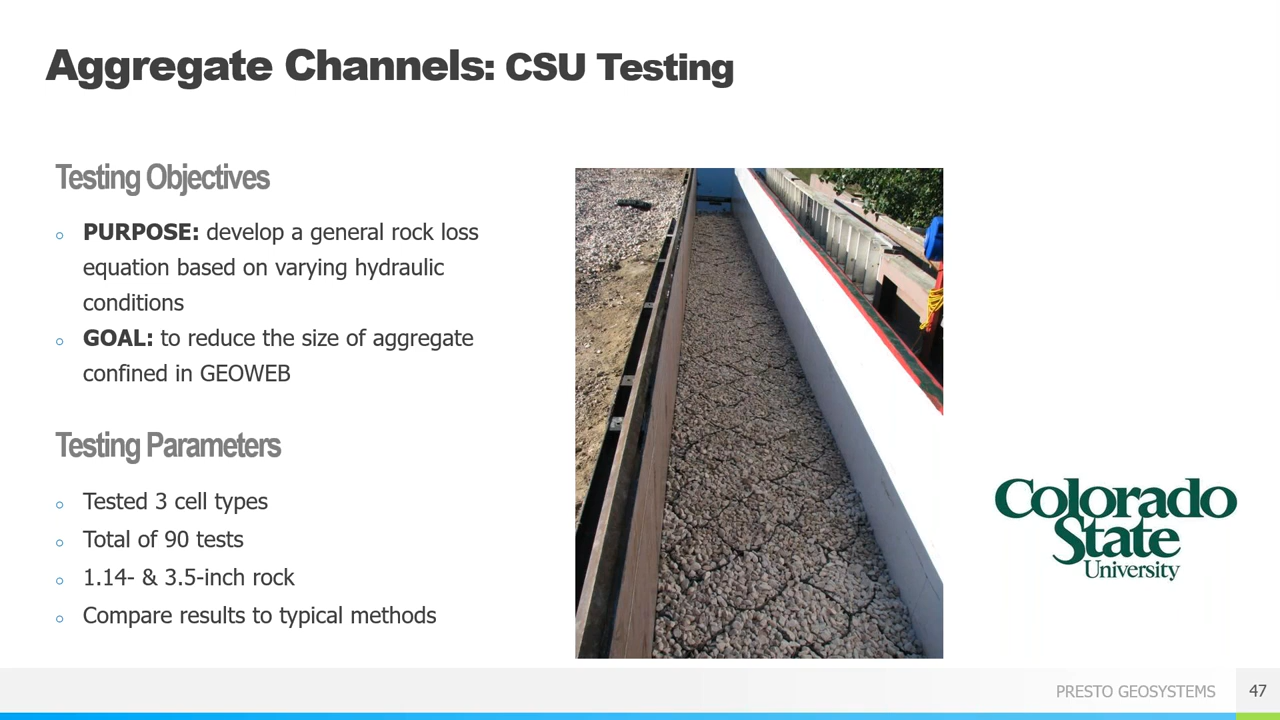 Aggregate Channels: CSU Testing
Testing Objectives
PURPOSE: develop a general rock loss
equation based on varying hydraulic
conditions
GOAL: to reduce the size of aggregate
confined in GEOWEB
Testing Parameters
Tested 3 cell types
Total of 90 tests
1.14- & 3.5-inch rock
Compare results to typical methods
Colorado
State
University
PRESTO GEOSYSTEMS
47